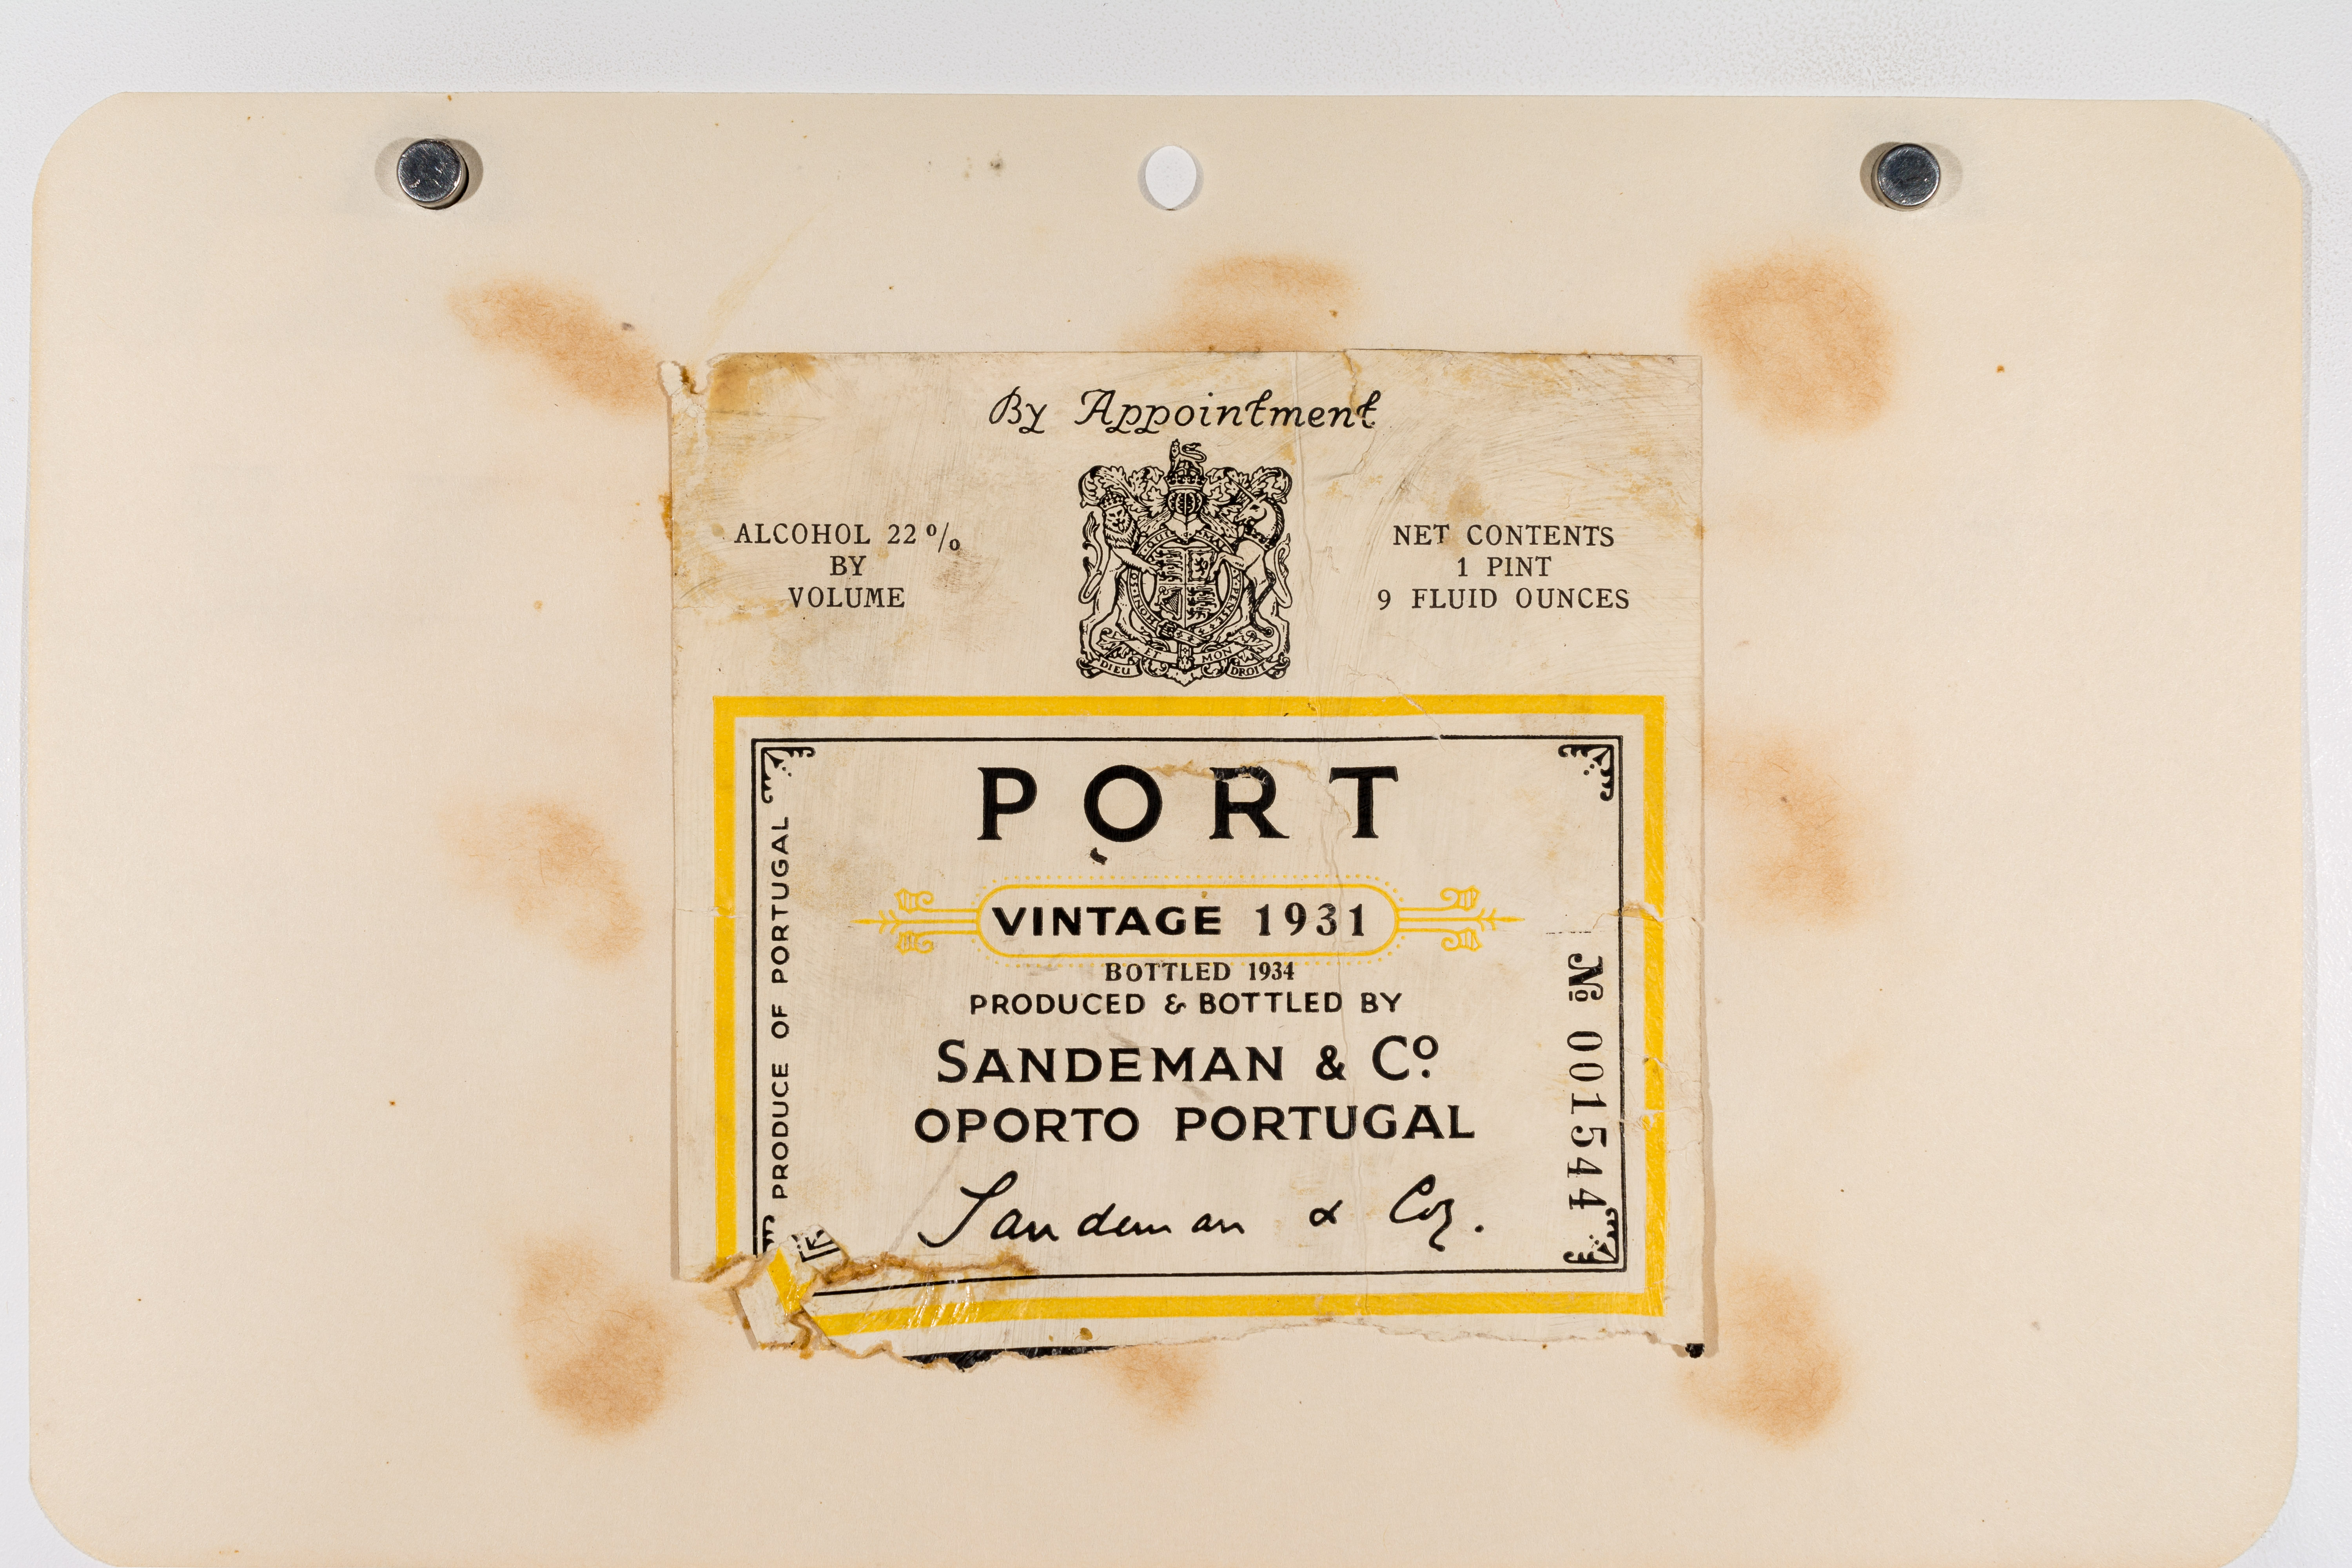 By Appointment
ALCOHOL 22%
BY
VOLUME
NET CONTENTS
1 PINT
9 FLUID OUNCES
DIEU ET MON DROIT
PORT
VINTAGE 1931
BOTTLED 1934
PRODUCED & BOTTLED BY
SANDEMAN & Cº
OPORTO PORTUGAL
Sandeman & Coy.
PRODUCE OF PORTUGAL
Nº 001544